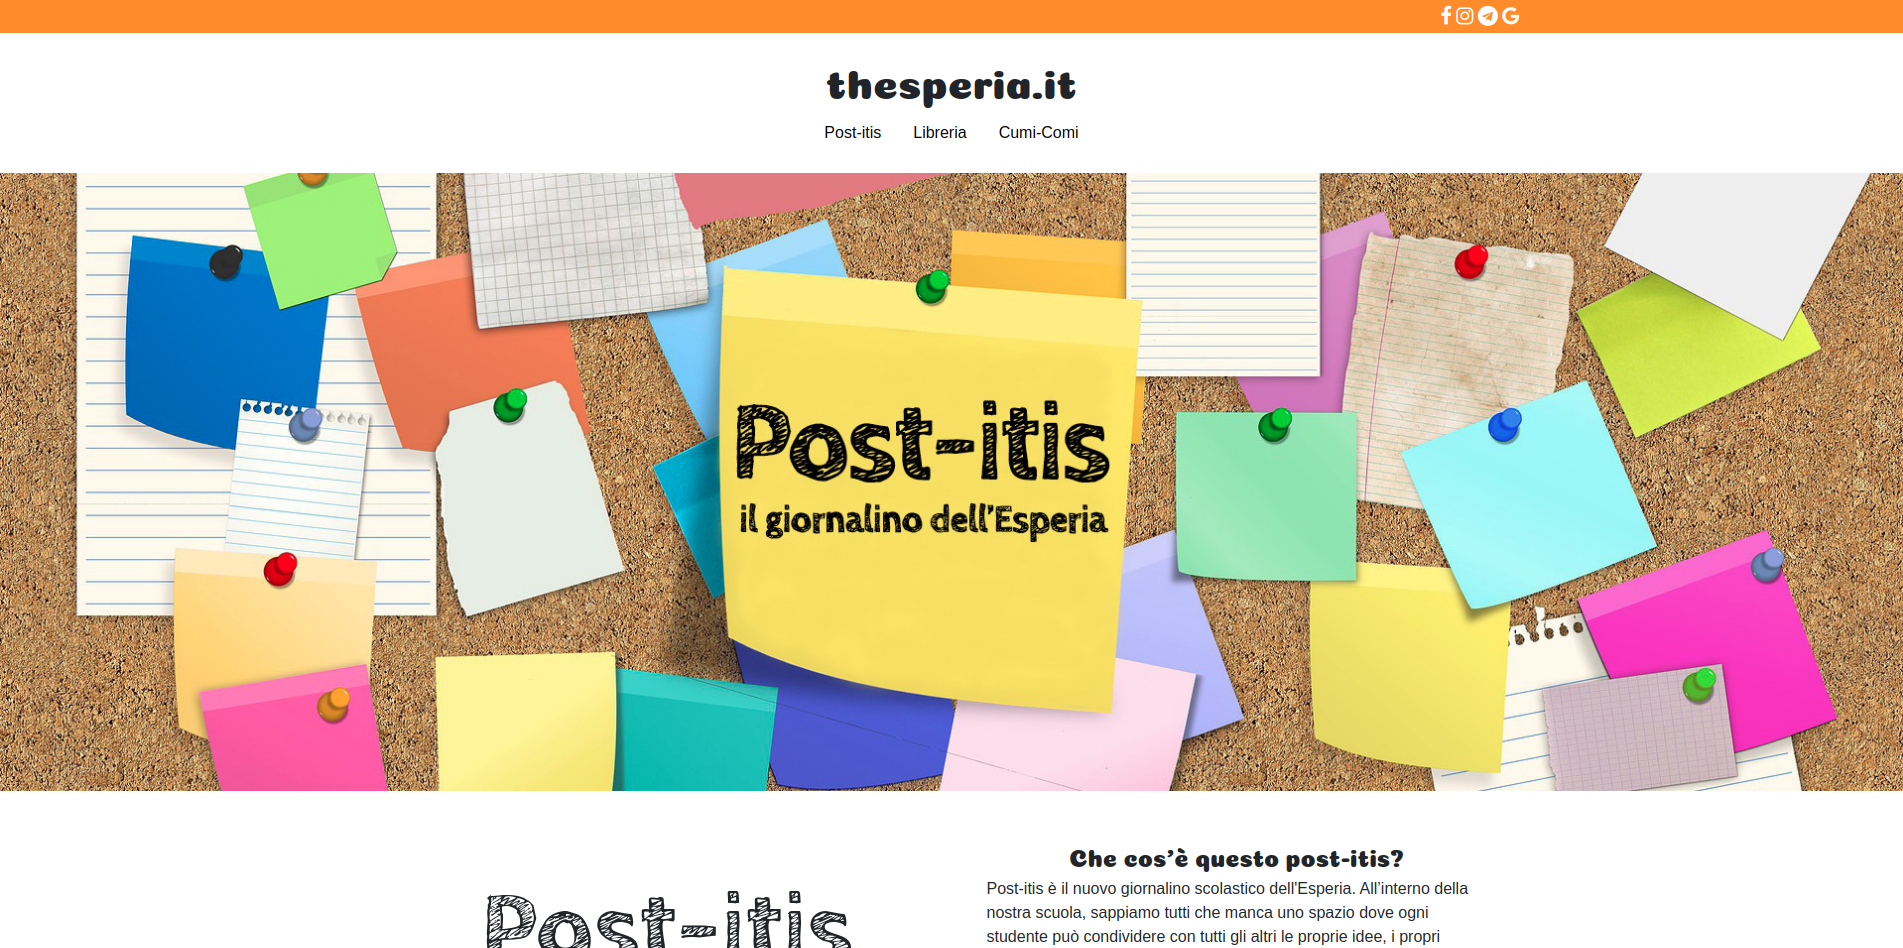 thesperia.it
Post-itis Libreria Cumi-Comi
Post-itis
il giornalino dell'Esperia
Post-itis
Che cos'è questo post-itis?
Post-itis è il nuovo giornalino scolastico dell'Esperia. All'interno della
nostra scuola, sappiamo tutti che manca uno spazio dove ogni
studente può condividere con tutti gli altri le proprie idee, i propri